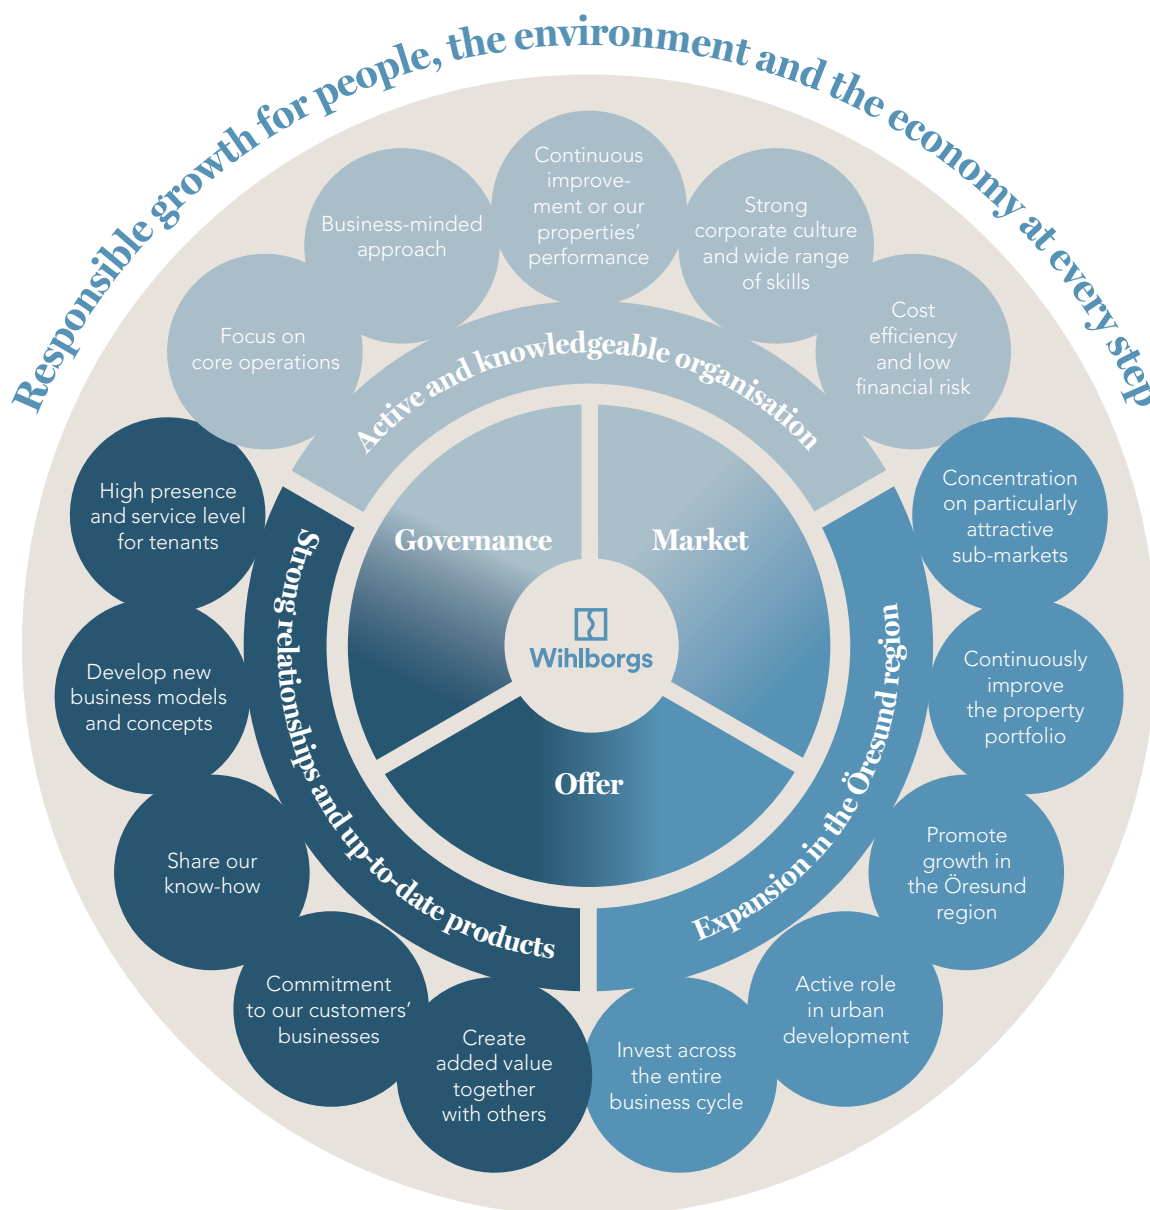 Responsible growth for people, the environment and the economy at every step
Continuous
improve-
ment or our
properties’
performance
Business-minded
approach
Strong
corporate culture
and wide range
of skills
Focus on
core operations
Cost
efficiency
and low
financial risk
Active and knowledgeable organisation
High presence
and service level
for tenants
Concentration
on particularly
attractive
sub-markets
Governance
Market
Strong relationships and up-to-date products
Expansion in the Öresund region
Wihlborgs
Develop new
business models
and concepts
Continuously
improve
the property
portfolio
Offer
Share our
know-how
Promote
growth in
the Öresund
region
Commitment
to our customers’
businesses
Active role
in urban
development
Create
added value
together
with others
Invest across
the entire
business cycle